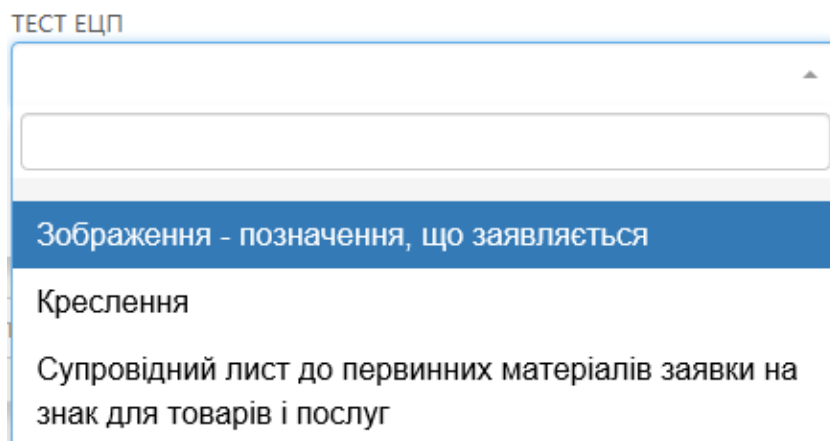 ТЕСТ ЕЦП
Зображення - позначення, що заявляється
Креслення
Супровідний лист до первинних матеріалів заявки на
знак для товарів і послуг